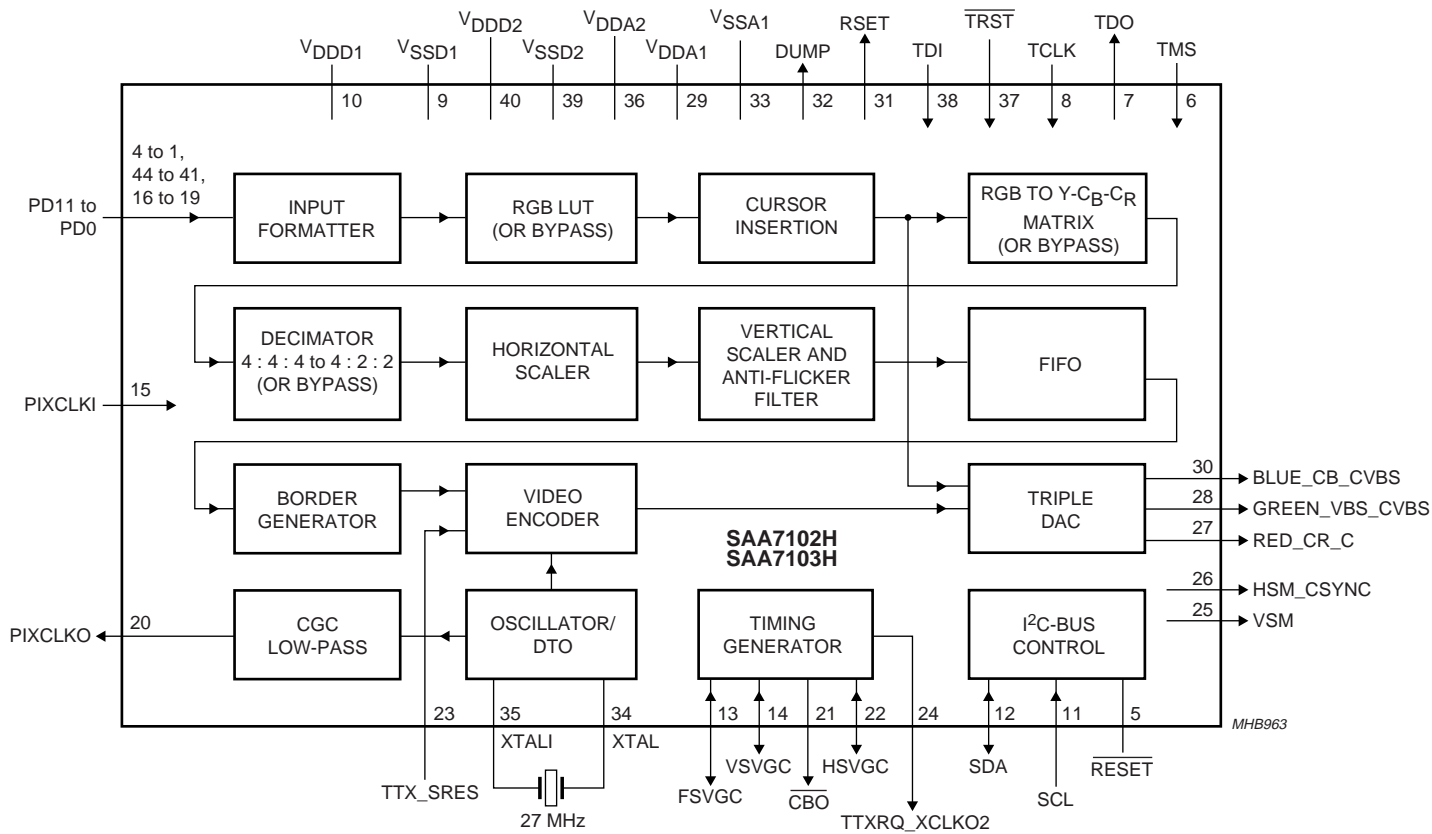 VDDD1
VSSD1
VDDD2
VSSD2
VDDA2
VDDA1
VSSA1
DUMP
RSET
TDI
TRST
TCLK
TDO
TMS
10
9
40
39
36
29
33
32
31
38
37
8
7
6
PD11 to
PD0
4 to 1,
44 to 41,
16 to 19
INPUT
FORMATTER
RGB LUT
(OR BYPASS)
CURSOR
INSERTION
RGB TO Y-CB-CR
MATRIX
(OR BYPASS)
DECIMATOR
4 : 4 : 4 to 4 : 2 : 2
(OR BYPASS)
HORIZONTAL
SCALER
VERTICAL
SCALER AND
ANTI-FLICKER
FILTER
FIFO
PIXCLKI
15
BORDER
GENERATOR
VIDEO
ENCODER
SAA7102H
SAA7103H
TRIPLE
DAC
30
BLUE_CB_CVBS
28
GREEN_VBS_CVBS
27
RED_CR_C
26
HSM_CSYNC
25
VSM
PIXCLKO
20
CGC
LOW-PASS
OSCILLATOR/
DTO
TIMING
GENERATOR
I2C-BUS
CONTROL
23
35
34
13
14
21
22
24
12
11
5
MHB963
XTALI
XTAL
TTX_SRES
27 MHz
FSVGC
VSVGC
CBO
HSVGC
TTXRQ_XCLKO2
SDA
SCL
RESET